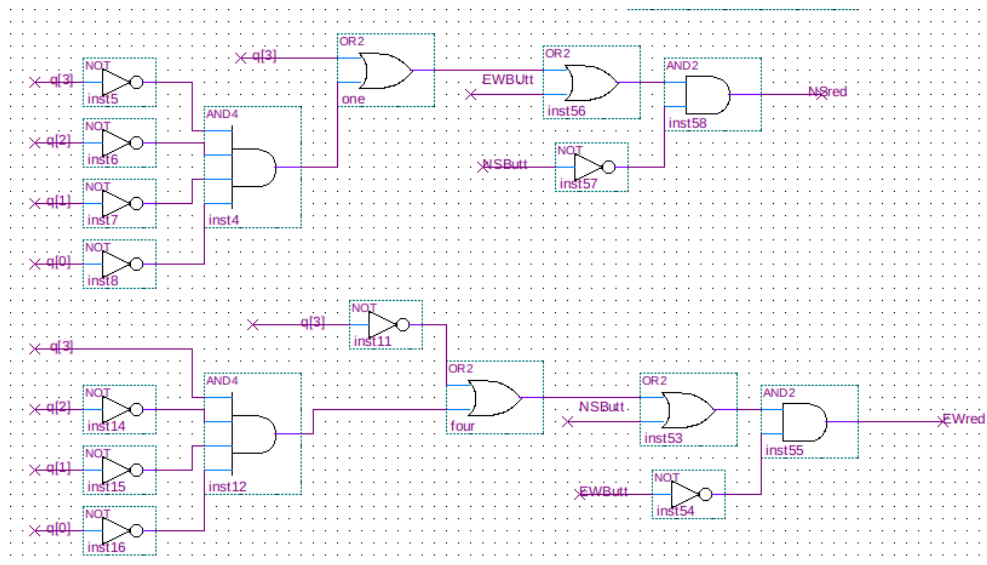 OR2
q[3]
one
OR2
EWBUtt
inst56
AND2
NSred
inst58
NOT
q[3]
inst5
NOT
q[2]
inst6
AND4
inst4
NOT
NSButt
inst57
NOT
q[1]
inst7
NOT
q[0]
inst8
NOT
q[3]
inst11
q[3]
OR2
four
OR2
NSButt
inst53
AND2
EWred
inst55
AND4
NOT
q[2]
inst14
NOT
q[1]
inst15
inst12
NOT
EWButt
inst54
NOT
q[0]
inst16